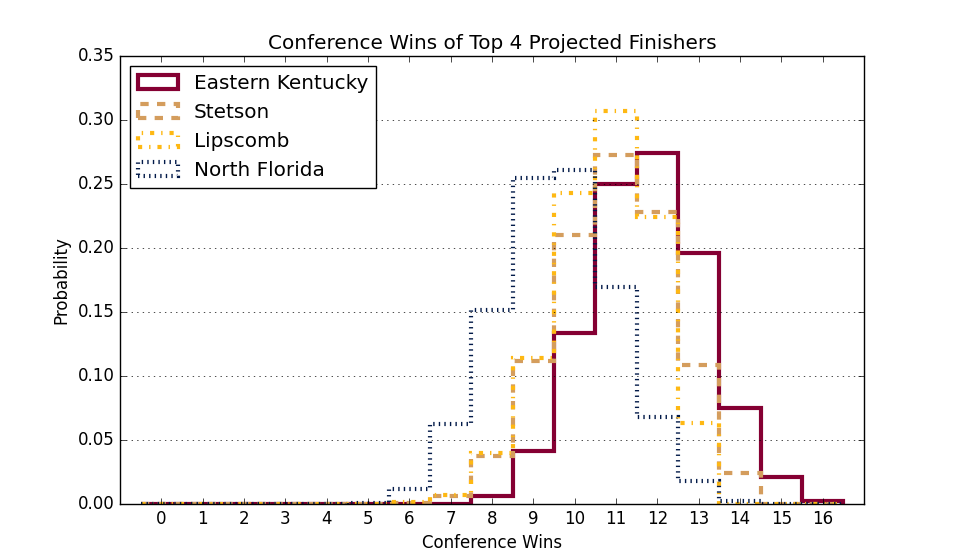 Conference Wins of Top 4 Projected Finishers
0.35
0.30
0.25
0.20
0.15
0.10
0.05
0.00
Probability
Eastern Kentucky
Stetson
Lipscomb
North Florida
0 1 2 3 4 5 6 7 8 9 10 11 12 13 14 15 16
Conference Wins